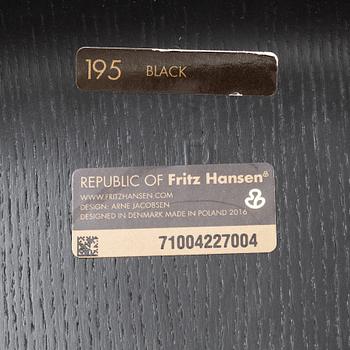 195 BLACK
REPUBLIC OF Fritz Hansen®
WWW.FRITZHANSEN.COM
DESIGN: ARNE JACOBSEN
DESIGNED IN DENMARK MADE IN POLAND 2016
71004227004